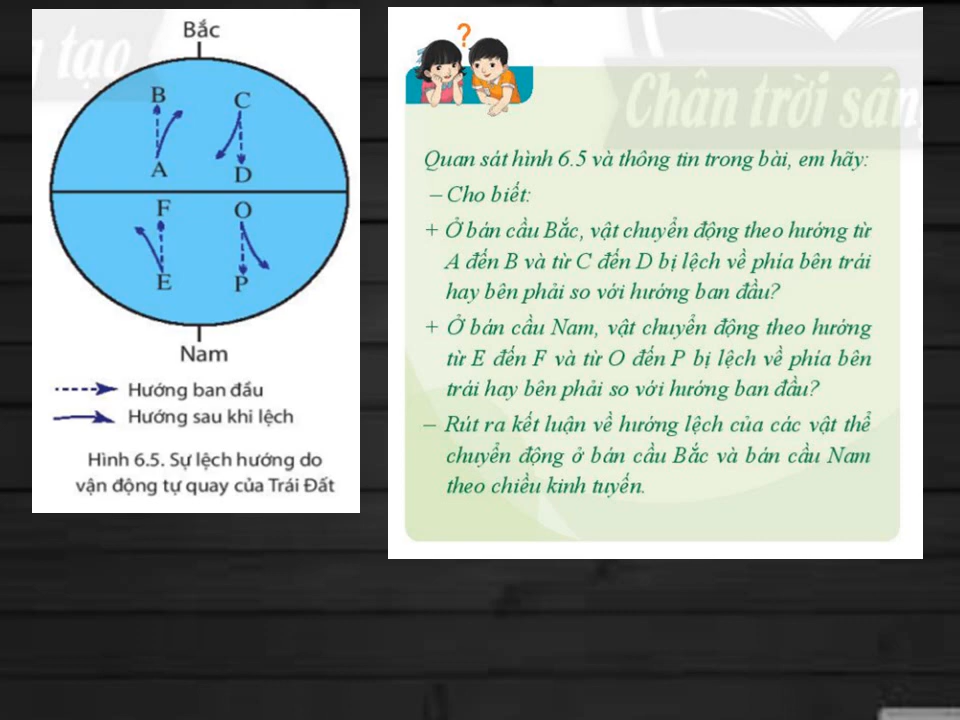 Bắc
B
C
A
D
F
O
E
P
Nam
Hướng ban đầu
Hướng sau khi lệch
Hình 6.5. Sự lệch hướng do
vận động tự quay của Trái Đất
?
Chân trời sáng
Quan sát hình 6.5 và thông tin trong bài, em hãy:
– Cho biết:
+ Ở bán cầu Bắc, vật chuyển động theo hướng từ
A đến B và từ C đến D bị lệch về phía bên trái
hay bên phải so với hướng ban đầu?
+ Ở bán cầu Nam, vật chuyển động theo hướng
từ E đến F và từ O đến P bị lệch về phía bên
trái hay bên phải so với hướng ban đầu?
– Rút ra kết luận về hướng lệch của các vật thể
chuyển động ở bán cầu Bắc và bán cầu Nam
theo chiều kinh tuyến.